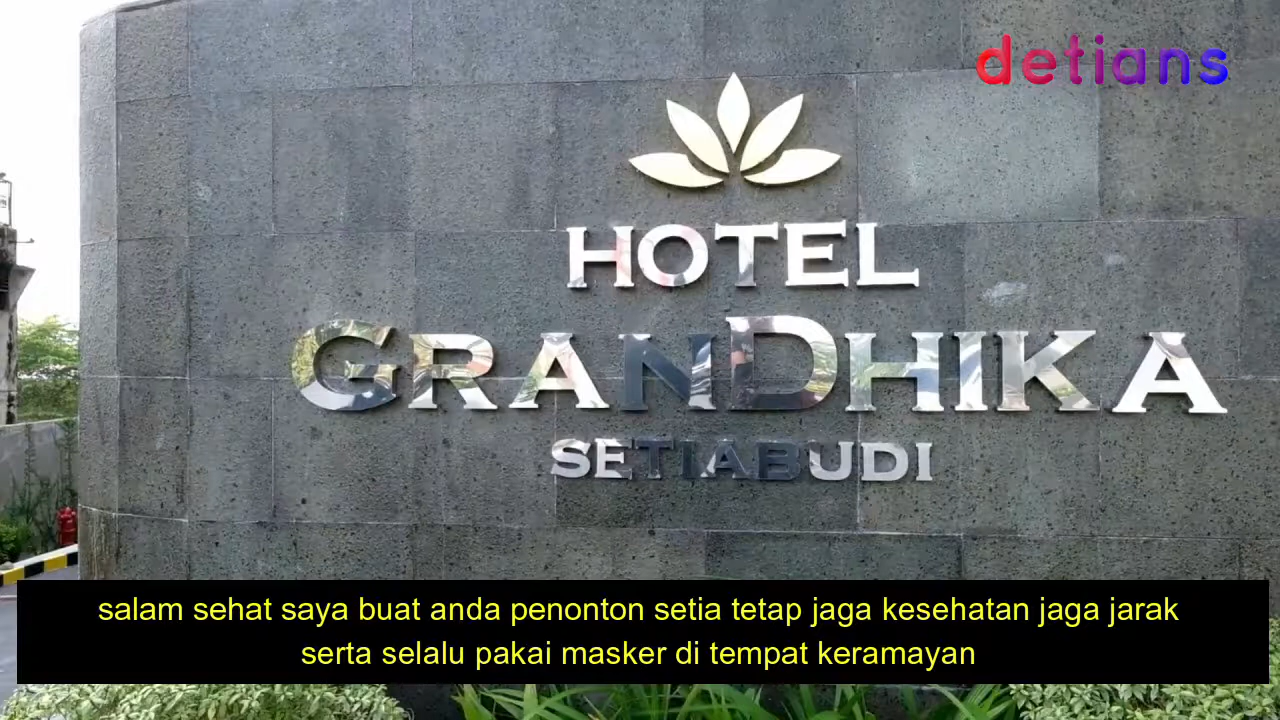 detians
HOTEL
GRANDHIKA
SETIABUDI
salam sehat saya buat anda penonton setia tetap jaga kesehatan jaga jarak
serta selalu pakai masker di tempat keramayan